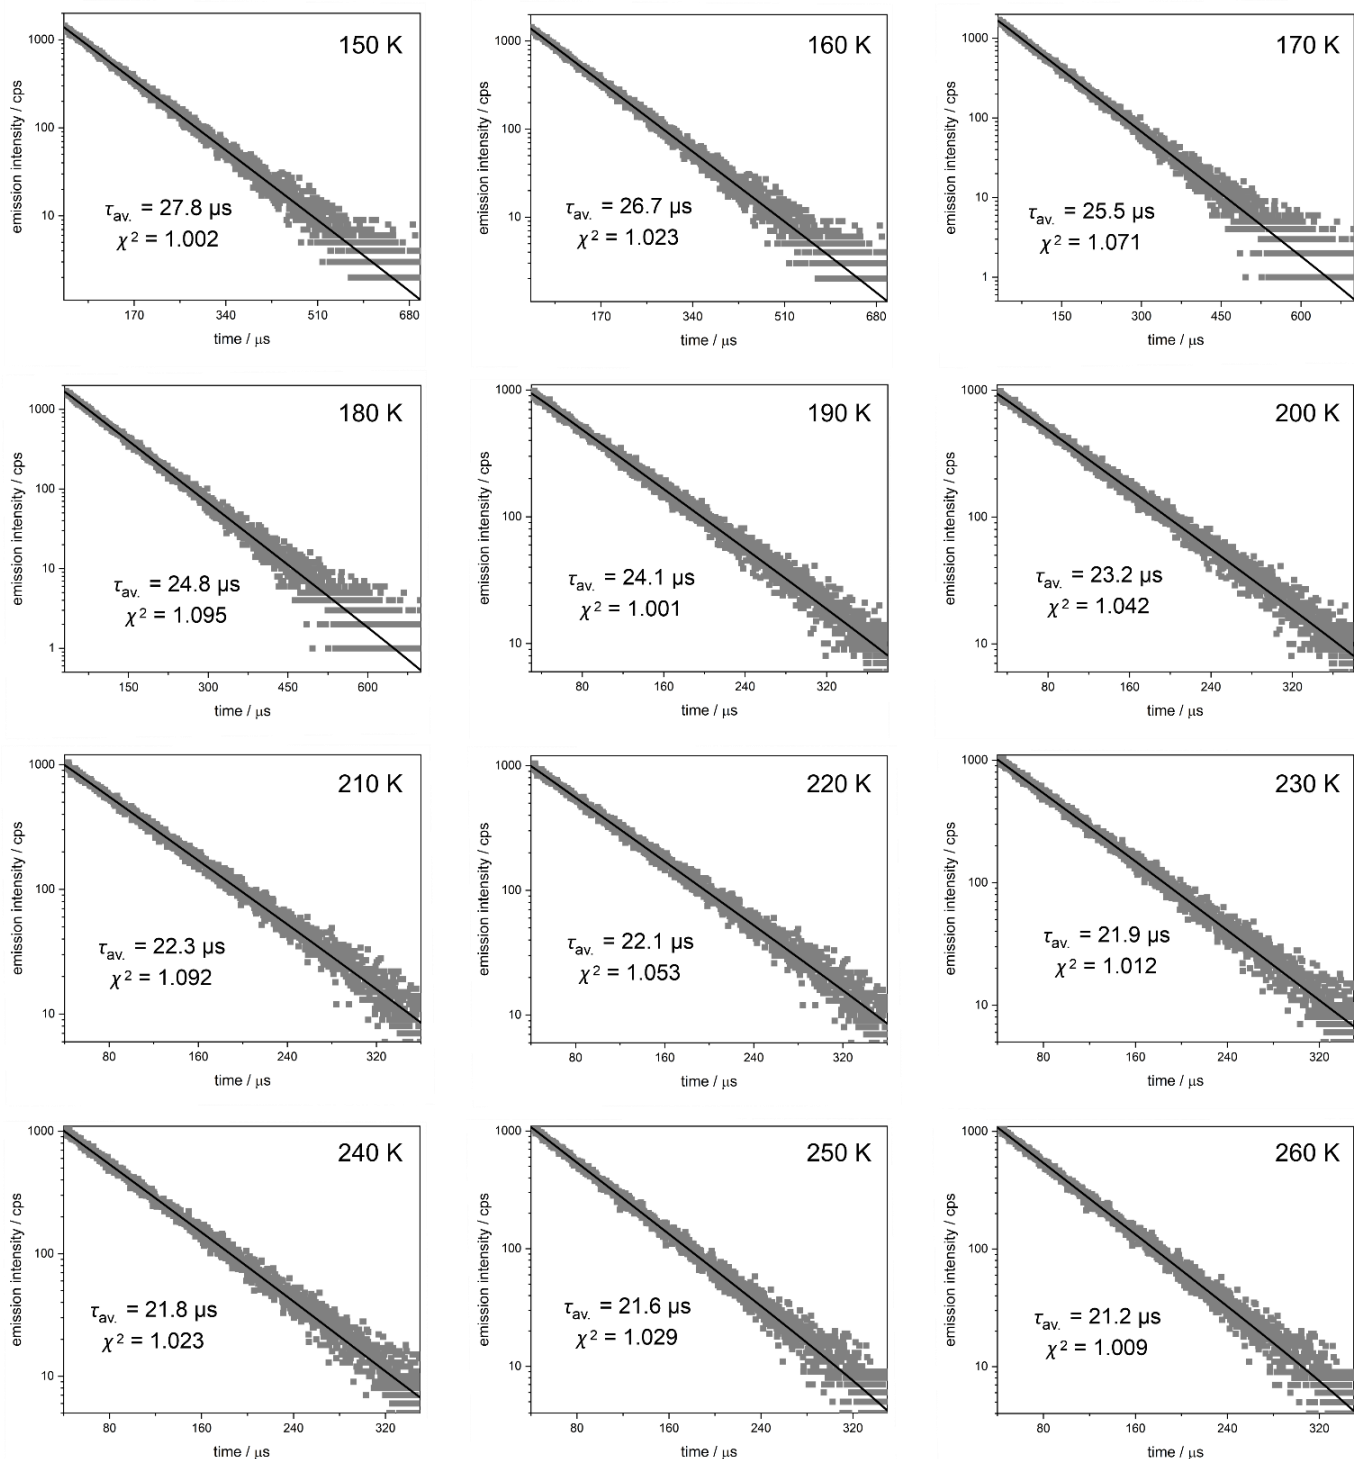 150 K
emission intensity / cps
1000
100
10
τav. = 27.8 µs
χ² = 1.002
170 340 510 680
time / µs
160 K
emission intensity / cps
1000
100
10
τav. = 26.7 µs
χ² = 1.023
170 340 510 680
time / µs
170 K
emission intensity / cps
1000
100
10
1
τav. = 25.5 µs
χ² = 1.071
150 300 450 600
time / µs
180 K
emission intensity / cps
1000
100
10
1
τav. = 24.8 µs
χ² = 1.095
150 300 450 600
time / µs
190 K
emission intensity / cps
1000
100
10
τav. = 24.1 µs
χ² = 1.001
80 160 240 320
time / µs
200 K
emission intensity / cps
1000
100
10
τav. = 23.2 µs
χ² = 1.042
80 160 240 320
time / µs
210 K
emission intensity / cps
1000
100
10
τav. = 22.3 µs
χ² = 1.092
80 160 240 320
time / µs
220 K
emission intensity / cps
1000
100
10
τav. = 22.1 µs
χ² = 1.053
80 160 240 320
time / µs
230 K
emission intensity / cps
1000
100
10
τav. = 21.9 µs
χ² = 1.012
80 160 240 320
time / µs
240 K
emission intensity / cps
1000
100
10
τav. = 21.8 µs
χ² = 1.023
80 160 240 320
time / µs
250 K
emission intensity / cps
1000
100
10
τav. = 21.6 µs
χ² = 1.029
80 160 240 320
time / µs
260 K
emission intensity / cps
1000
100
10
τav. = 21.2 µs
χ² = 1.009
80 160 240 320
time / µs